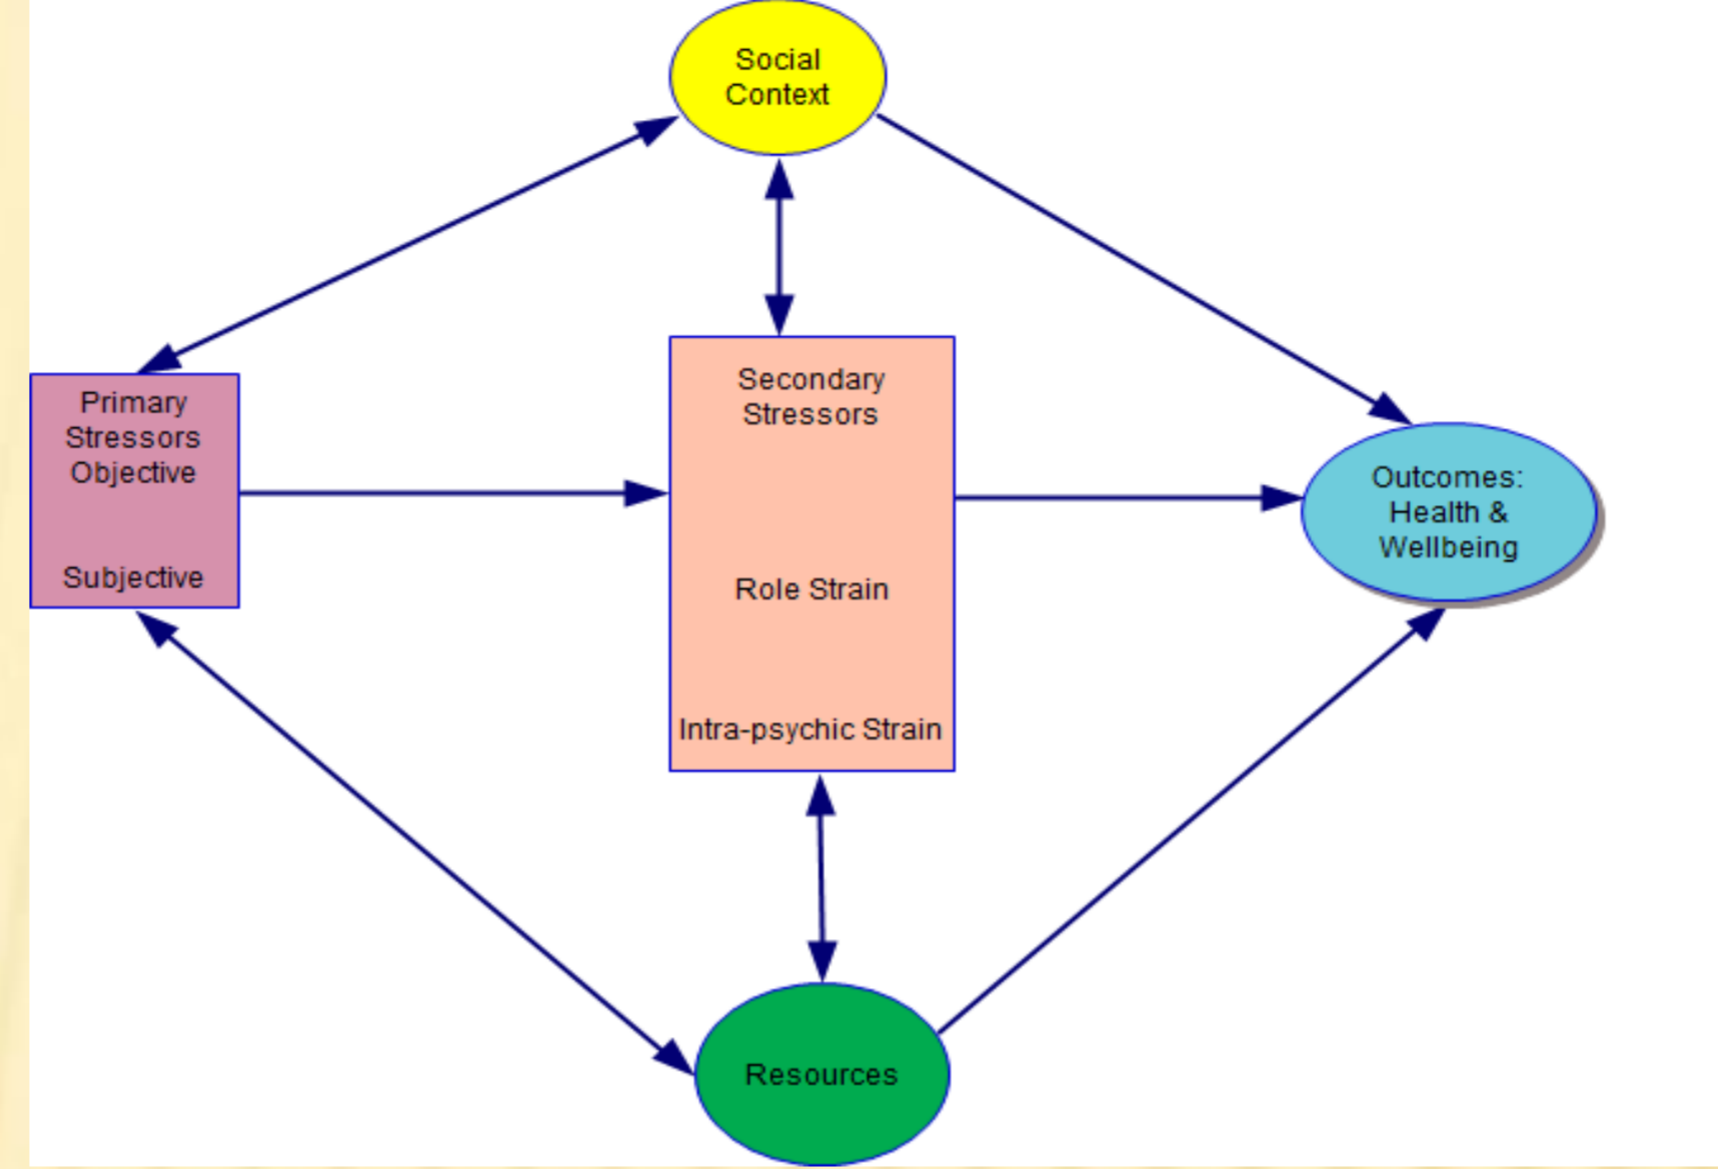 Social
Context
Primary
Stressors
Objective
Subjective
Secondary
Stressors
Role Strain
Intra-psychic Strain
Outcomes:
Health &
Wellbeing
Resources